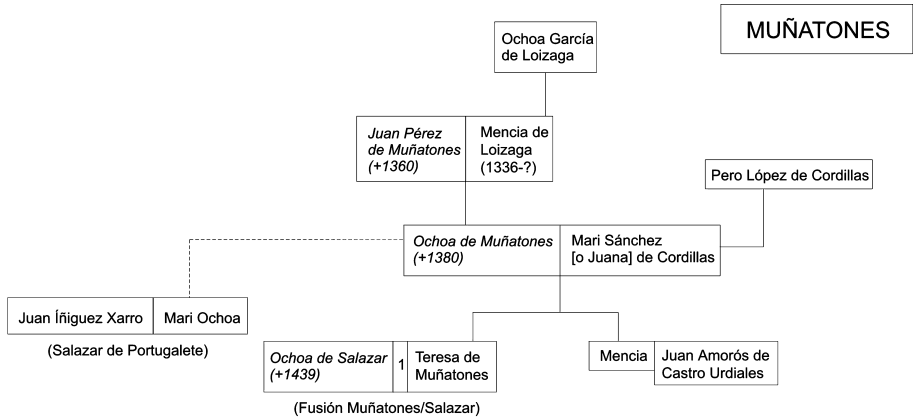 MUÑATONES
Ochoa García
de Loizaga
Juan Pérez
de Muñatones
(+1360)
Mencia de
Loizaga
(1336-?)
Pero López de Cordillas
Ochoa de Muñatones
(+1380)
Mari Sánchez
[o Juana] de Cordillas
Juan Íñiguez Xarro
Mari Ochoa
(Salazar de Portugalete)
Ochoa de Salazar
(+1439)
1
Teresa de
Muñatones
(Fusión Muñatones/Salazar)
Mencia
Juan Amorós de
Castro Urdiales